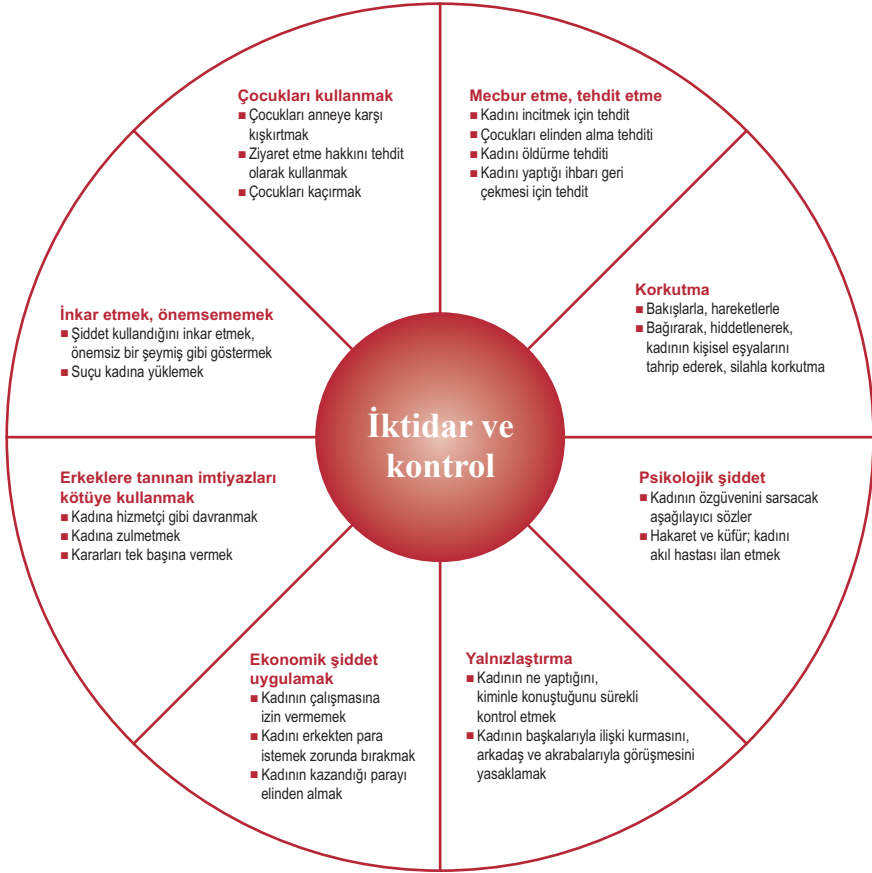 Çocukları kullanmak
■ Çocukları anneye karşı
kışkırtmak
■ Ziyaret etme hakkını tehdit
olarak kullanmak
■ Çocukları kaçırmak
Mecbur etme, tehdit etme
■ Kadını incitmek için tehdit
■ Çocukları elinden alma tehditi
■ Kadını öldürme tehditi
■ Kadını yaptığı ihbarı geri
çekmesi için tehdit
Korkutma
■ Bakışlarla, hareketlerle
■ Bağırarak, hiddetlenerek,
kadının kişisel eşyalarını
tahrip ederek, silahla korkutma
İnkar etmek, önemsememek
■ Şiddet kullandığını inkar etmek,
önemsiz bir şeymiş gibi göstermek
■ Suçu kadına yüklemek
İktidar ve
kontrol
Erkeklere tanınan imtiyazları
kötüye kullanmak
■ Kadına hizmetçi gibi davranmak
■ Kadına zulmetmek
■ Kararları tek başına vermek
Psikolojik şiddet
■ Kadının özgüvenini sarsacak
aşağılayıcı sözler
■ Hakaret ve küfür; kadını
akıl hastası ilan etmek
Ekonomik şiddet
uygulamak
■ Kadının çalışmasına
izin vermemek
■ Kadını erkekten para
istemek zorunda bırakmak
■ Kadının kazandığı parayı
elinden almak
Yalnızlaştırma
■ Kadının ne yaptığını,
kiminle konuştuğunu sürekli
kontrol etmek
■ Kadının başkalarıyla ilişki kurmasını,
arkadaş ve akrabalarıyla görüşmesini
yasaklamak